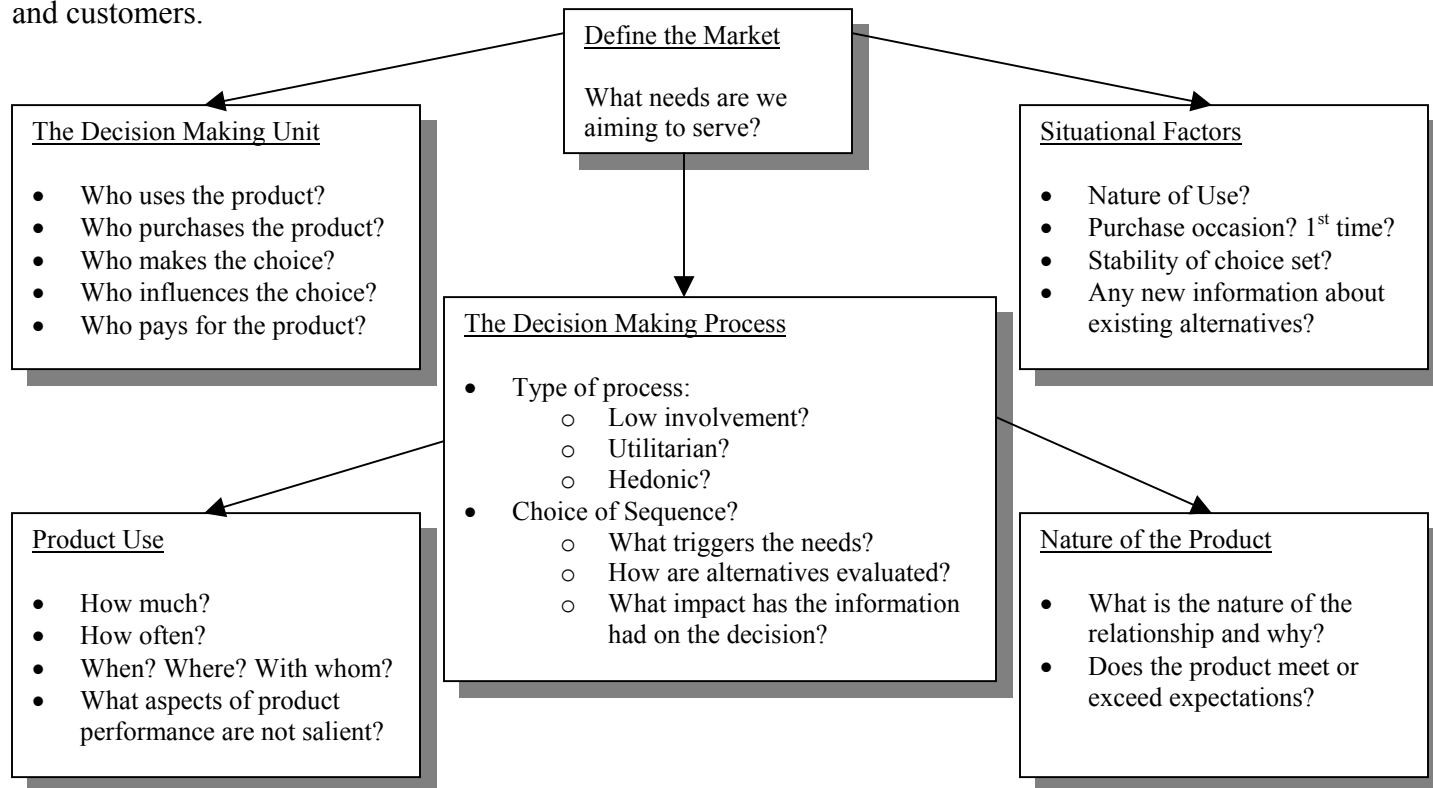 and customers.
Define the Market
What needs are we
aiming to serve?
The Decision Making Unit
• Who uses the product?
• Who purchases the product?
• Who makes the choice?
• Who influences the choice?
• Who pays for the product?
Situational Factors
• Nature of Use?
• Purchase occasion? 1st time?
• Stability of choice set?
• Any new information about
existing alternatives?
The Decision Making Process
• Type of process:
o Low involvement?
o Utilitarian?
o Hedonic?
• Choice of Sequence?
o What triggers the needs?
o How are alternatives evaluated?
o What impact has the information
had on the decision?
Product Use
• How much?
• How often?
• When? Where? With whom?
• What aspects of product
performance are not salient?
Nature of the Product
• What is the nature of the
relationship and why?
• Does the product meet or
exceed expectations?